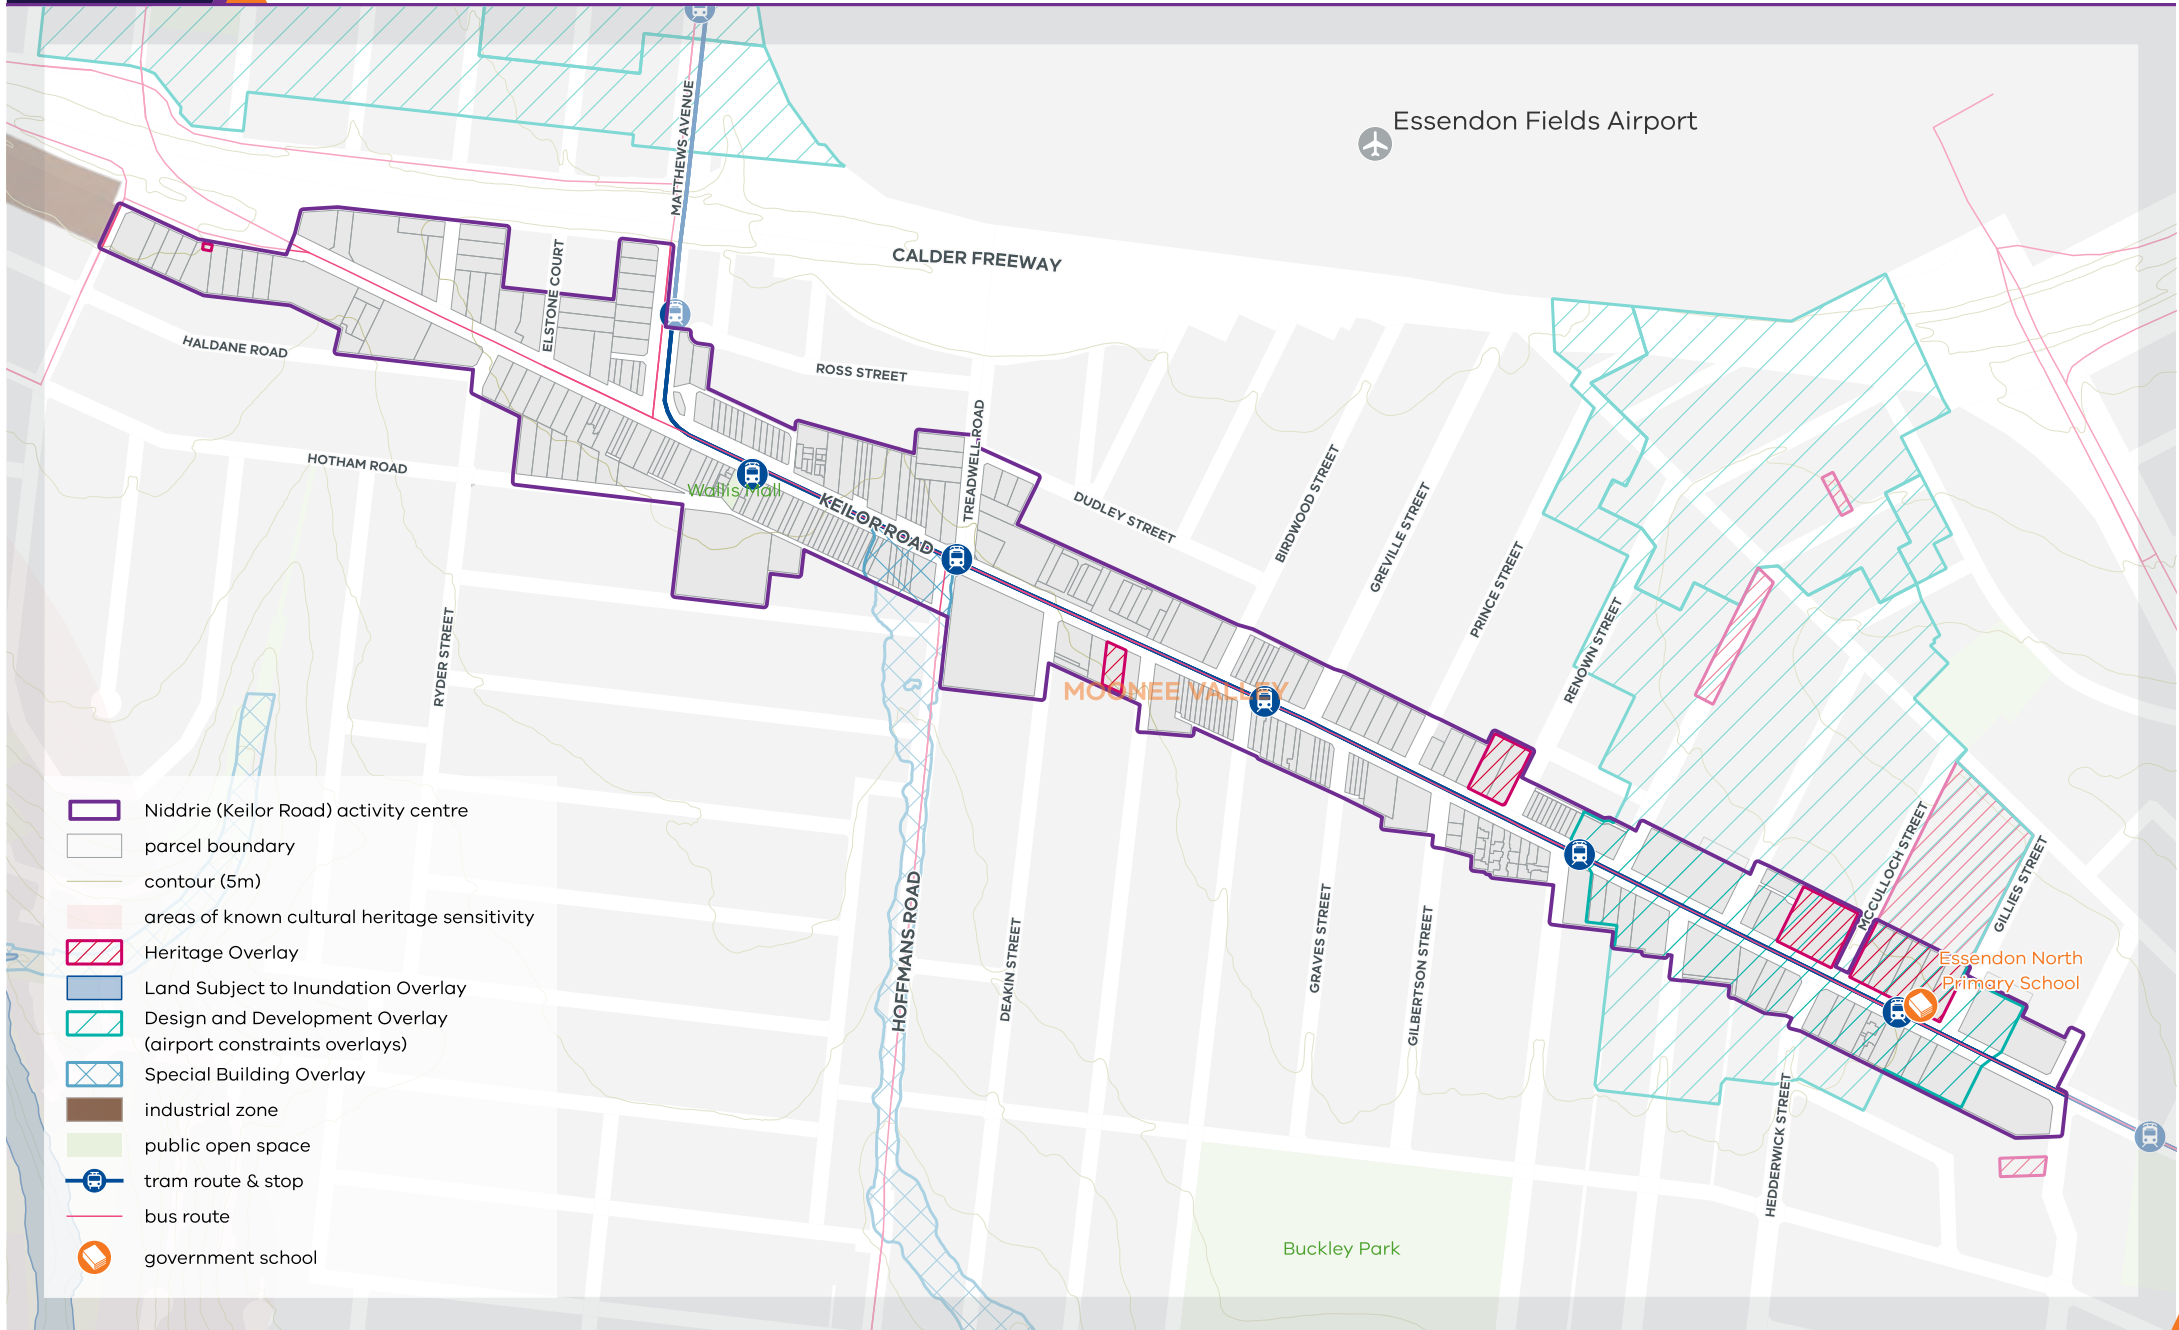 Essendon Fields Airport
MATTHEWS AVENUE
CALDER FREEWAY
ELSTONE COURT
HALDANE ROAD
ROSS STREET
TREADWELL ROAD
HOTHAM ROAD
Wallis Mall
KEILOR ROAD
DUDLEY STREET
BIRDWOOD STREET
GREVILLE STREET
PRINCE STREET
RENOWN STREET
RYDER STREET
MOONEE VALLEY
MCCULLOCH STREET
GILLIES STREET
HOFFMANS ROAD
DEAKIN STREET
GRAVES STREET
GILBERTSON STREET
Essendon North
Primary School
HEDDERWICK STREET
Buckley Park
Niddrie (Keilor Road) activity centre
parcel boundary
contour (5m)
areas of known cultural heritage sensitivity
Heritage Overlay
Land Subject to Inundation Overlay
Design and Development Overlay
(airport constraints overlays)
Special Building Overlay
industrial zone
public open space
tram route & stop
bus route
government school